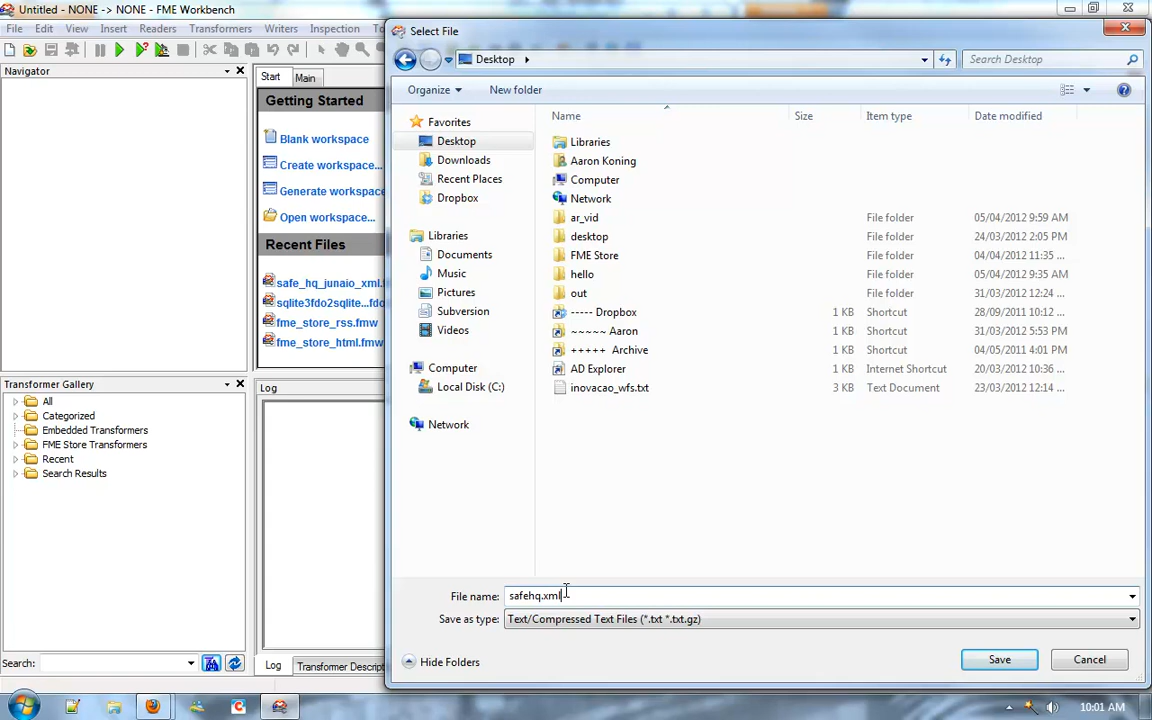 Untitled - NONE -> NONE - FME Workbench
File Edit View Insert Readers Transformers Writers Inspection
Navigator
Start Main
Getting Started
Blank workspace
Create workspace...
Generate workspace
Open workspace...
Recent Files
safe_hq_junaio_xml.
sqlite3fdo2sqlite...fdo
fme_store_rss.fmw
fme_store_html.fmw
Transformer Gallery
All
Categorized
Embedded Transformers
FME Store Transformers
Recent
Search Results
Search:
Log
Log Transformer Descript
Select File
Desktop
Search Desktop
Organize New folder
Favorites
Desktop
Downloads
Recent Places
Dropbox
Libraries
Documents
Music
Pictures
Subversion
Videos
Computer
Local Disk (C:)
Network
Name Size Item type Date modified
Libraries
Aaron Koning
Computer
Network
ar_vid File folder 05/04/2012 9:59 AM
desktop File folder 24/03/2012 2:05 PM
FME Store File folder 04/04/2012 11:35 ...
hello File folder 05/04/2012 9:35 AM
out File folder 31/03/2012 12:24 ...
----- Dropbox 1 KB Shortcut 28/09/2011 10:12 ...
~~~~~ Aaron 1 KB Shortcut 31/03/2012 5:53 PM
+++++ Archive 1 KB Shortcut 04/05/2011 4:01 PM
AD Explorer 1 KB Internet Shortcut 20/03/2012 10:36 ...
inovacao_wfs.txt 3 KB Text Document 23/03/2012 12:14 ...
File name: safehq.xml
Save as type: Text/Compressed Text Files (*.txt *.txt.gz)
Hide Folders Save Cancel
10:01 AM